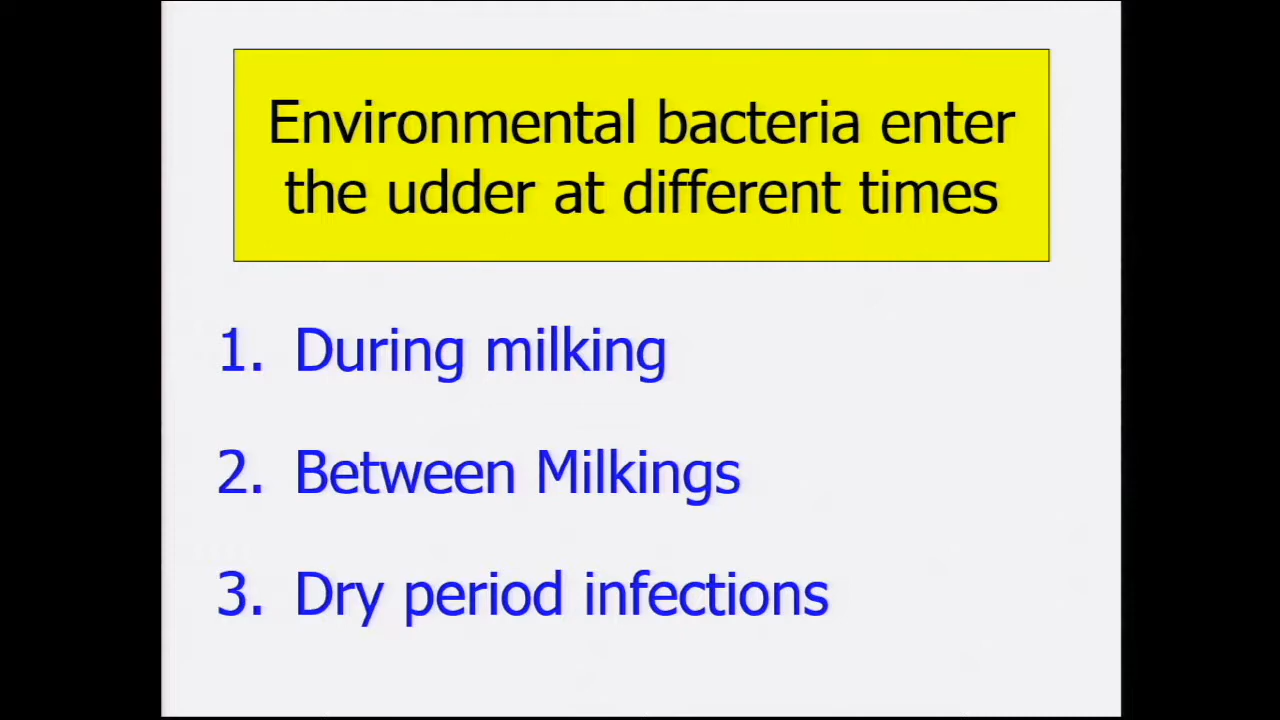 Environmental bacteria enter
the udder at different times
1. During milking
2. Between Milkings
3. Dry period infections